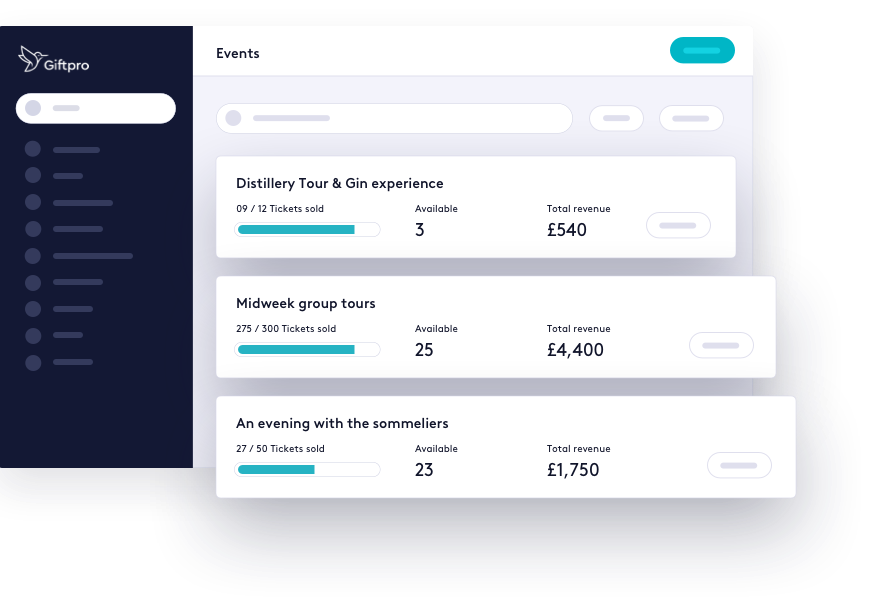 Giftpro
Events
Distillery Tour & Gin experience
09 / 12 Tickets sold Available Total revenue
3 £540
Midweek group tours
275 / 300 Tickets sold Available Total revenue
25 £4,400
An evening with the sommeliers
27 / 50 Tickets sold Available Total revenue
23 £1,750